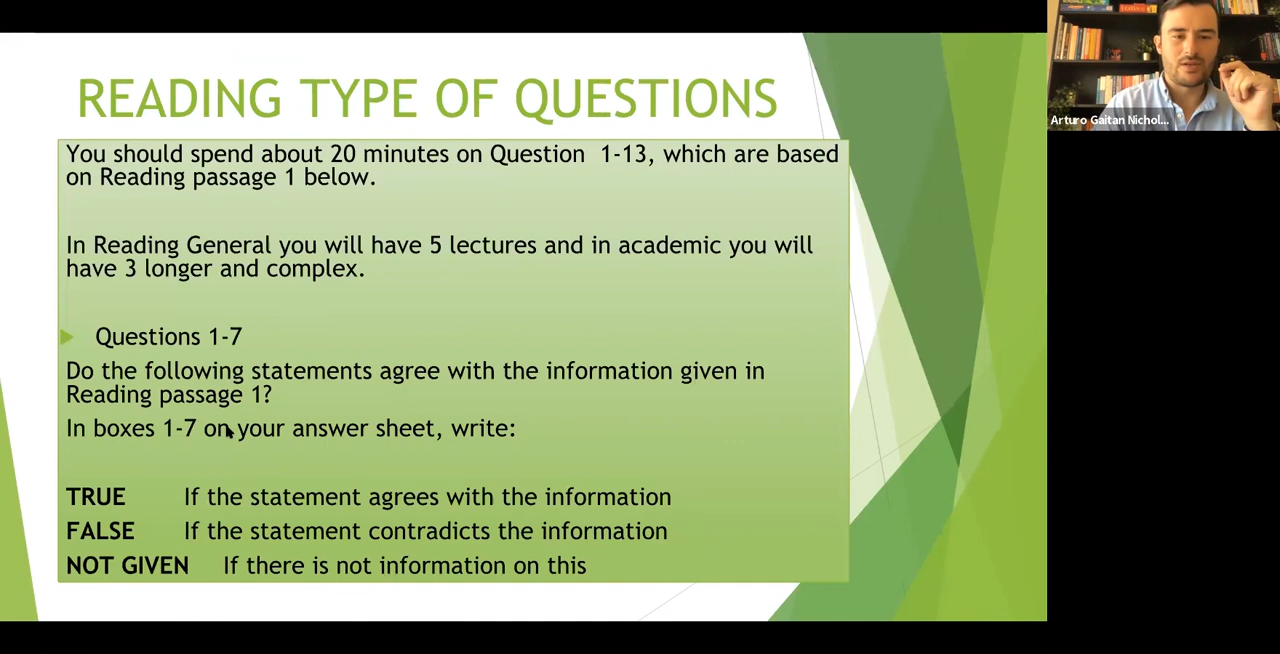 READING TYPE OF QUESTIONS
You should spend about 20 minutes on Question 1-13, which are based
on Reading passage 1 below.
In Reading General you will have 5 lectures and in academic you will
have 3 longer and complex.
Questions 1-7
Do the following statements agree with the information given in
Reading passage 1?
In boxes 1-7 on your answer sheet, write:
TRUE If the statement agrees with the information
FALSE If the statement contradicts the information
NOT GIVEN If there is not information on this
Arturo Gaitan Nichol...